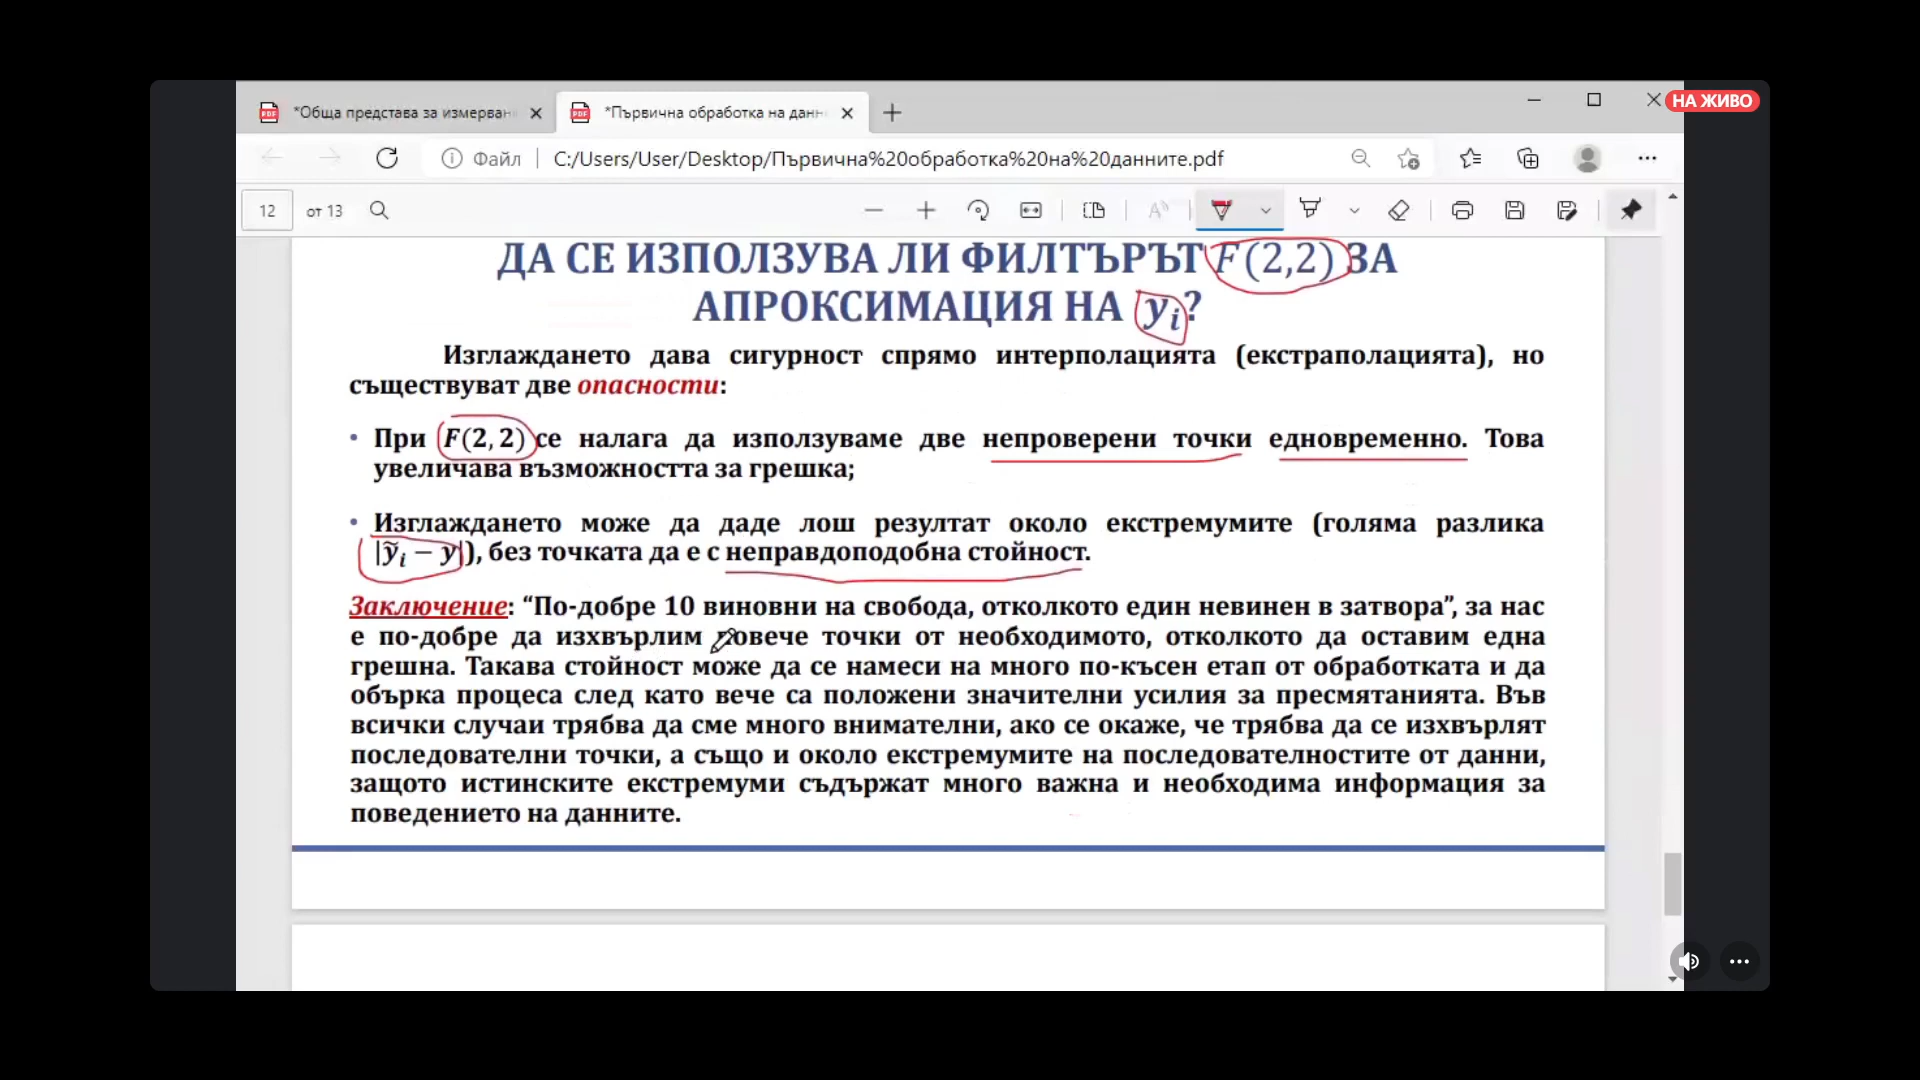 *Обща представа за измерван
*Първична обработка на данн
НА ЖИВО
Файл
C:/Users/User/Desktop/Първична%20обработка%20на%20данните.pdf
12 от 13
ДА СЕ ИЗПОЛЗУВА ЛИ ФИЛТЪРЪТ F(2,2) ЗА
АПРОКСИМАЦИЯ НА yᵢ?
Изглаждането дава сигурност спрямо интерполацията (екстраполацията), но
съществуват две опасности:
• При F(2,2) се налага да използуваме две непроверени точки едновременно. Това
увеличава възможността за грешка;
• Изглаждането може да даде лош резултат около екстремумите (голяма разлика
|ỹᵢ − y|), без точката да е с неправдоподобна стойност.
Заключение: “По-добре 10 виновни на свобода, отколкото един невинен в затвора”, за нас
е по-добре да изхвърлим повече точки от необходимото, отколкото да оставим една
грешна. Такава стойност може да се намеси на много по-късен етап от обработката и да
обърка процеса след като вече са положени значителни усилия за пресмятанията. Във
всички случаи трябва да сме много внимателни, ако се окаже, че трябва да се изхвърлят
последователни точки, а също и около екстремумите на последователностите от данни,
защото истинските екстремуми съдържат много важна и необходима информация за
поведението на данните.